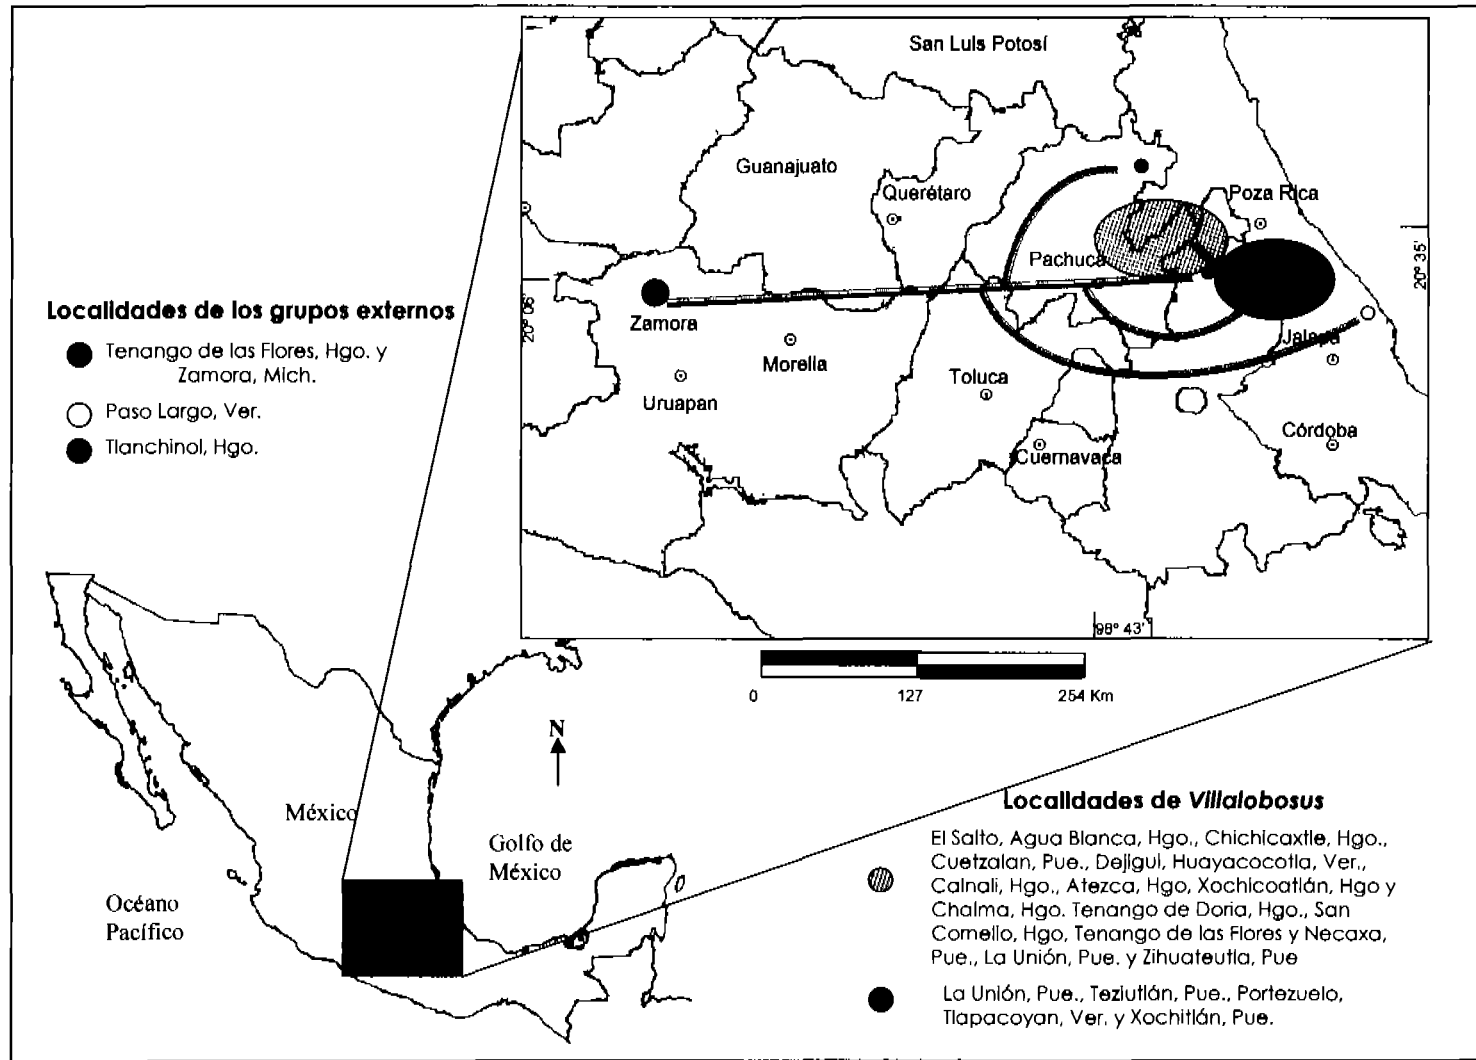 San Luis Potosí
Guanajuato
Querétaro
Poza Rica
Pachuca
20° 35'
20° 06'
Zamora
Morelia
Jalapa
Uruapan
Toluca
Córdoba
Cuernavaca
98° 43'
Localidades de los grupos externos
Tenango de las Flores, Hgo. y
Zamora, Mich.
Paso Largo, Ver.
Tlanchinol, Hgo.
0 127 254 Km
N
México
Golfo de
México
Océano
Pacífico
Localidades de Villalobosus
El Salto, Agua Blanca, Hgo., Chichicaxtle, Hgo.,
Cuetzalan, Pue., Dejigui, Huayacocotla, Ver.,
Calnali, Hgo., Atezca, Hgo, Xochicoatlán, Hgo y
Chalma, Hgo. Tenango de Doria, Hgo., San
Cornelio, Hgo, Tenango de las Flores y Necaxa,
Pue., La Unión, Pue. y Zihuateutla, Pue
La Unión, Pue., Teziutlán, Pue., Portezuelo,
Tlapacoyan, Ver. y Xochitlán, Pue.